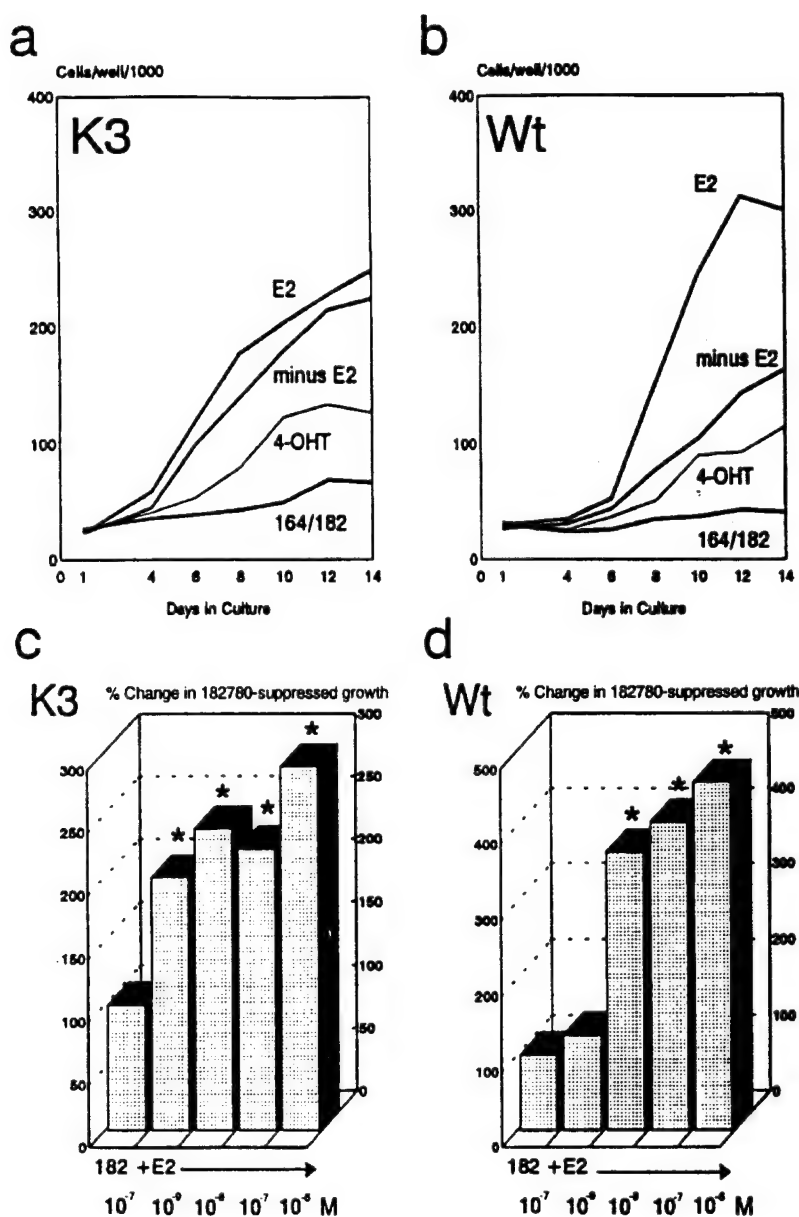 a
Cells/well/1000
K3
400
300
200
100
0
E2
minus E2
4-OHT
164/182
0 1 4 6 8 10 12 14
Days in Culture
b
Cells/well/1000
Wt
400
300
200
100
0
E2
minus E2
4-OHT
164/182
0 1 4 6 8 10 12 14
Days in Culture
c
K3
% Change in 182780-suppressed growth
300
250
200
150
100
50
0
300
250
200
150
100
50
0
* * * *
182 +E2
10⁻⁷ 10⁻⁹ 10⁻⁸ 10⁻⁷ 10⁻⁶ M
d
Wt
% Change in 182780-suppressed growth
500
400
300
200
100
0
500
400
300
200
100
0
* * *
182 +E2
10⁻⁷ 10⁻⁹ 10⁻⁸ 10⁻⁷ 10⁻⁶ M